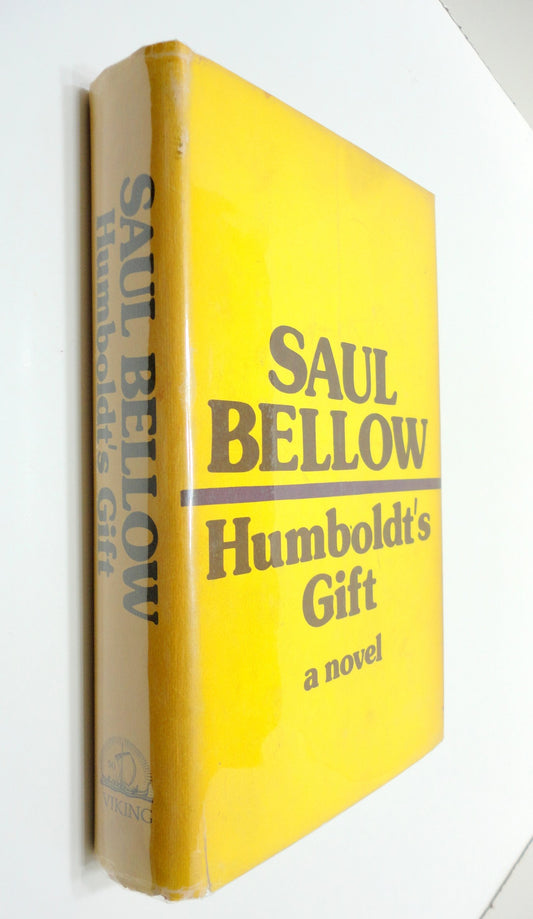 SAUL BELLOW
Humboldt's Gift
VIKING
SAUL
BELLOW
Humboldt's
Gift
a novel